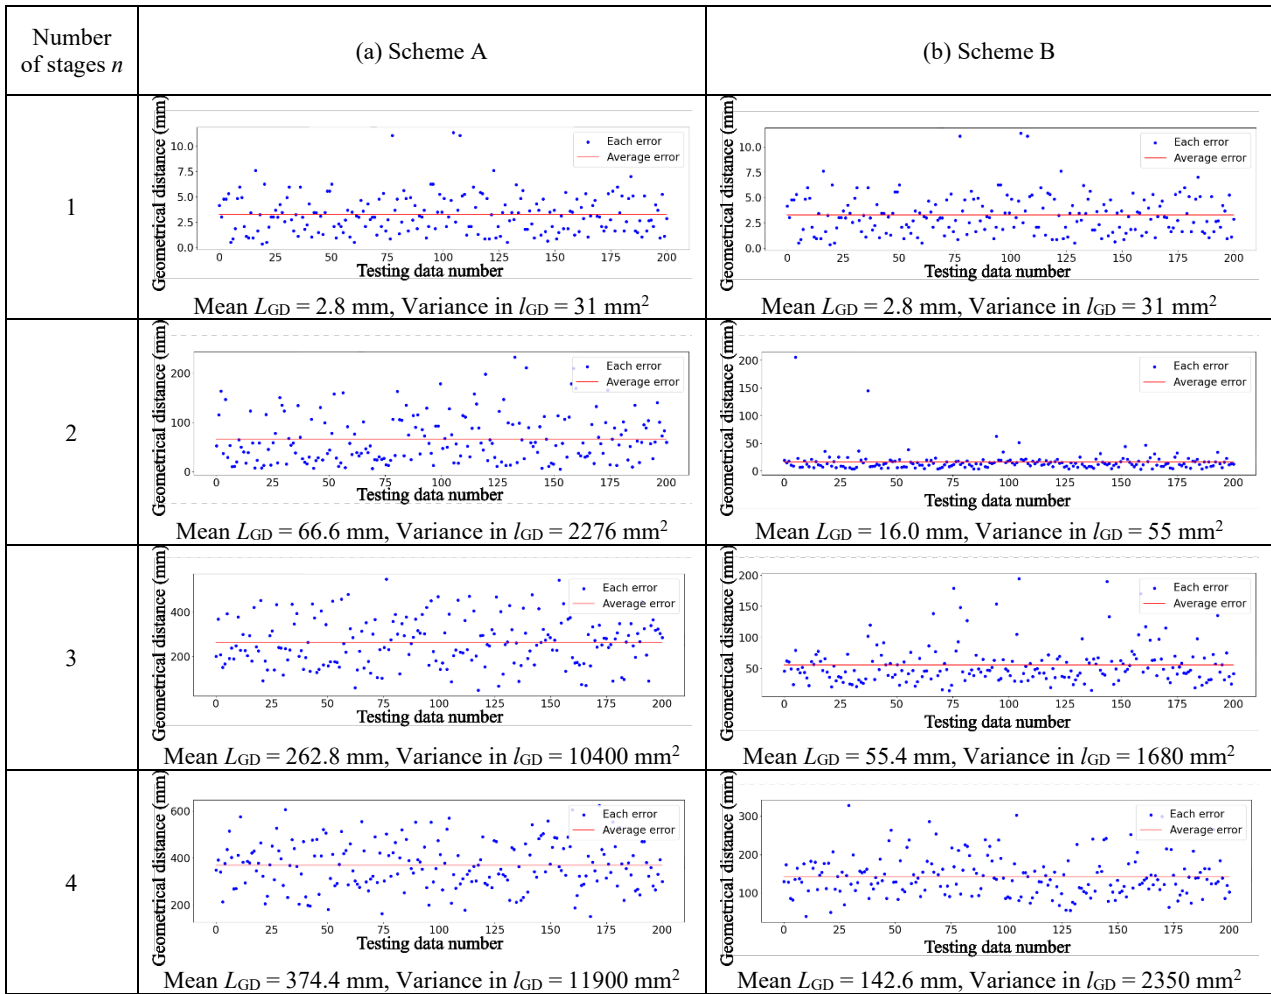 Number of stages n
(a) Scheme A
(b) Scheme B
1
Geometrical distance (mm)
10.0
7.5
5.0
2.5
0.0
Each error
Average error
0 25 50 75 100 125 150 175 200
Testing data number
Mean LGD = 2.8 mm, Variance in lGD = 31 mm²
Geometrical distance (mm)
10.0
7.5
5.0
2.5
0.0
Each error
Average error
0 25 50 75 100 125 150 175 200
Testing data number
Mean LGD = 2.8 mm, Variance in lGD = 31 mm²
2
Geometrical distance (mm)
200
100
0
Each error
Average error
0 25 50 75 100 125 150 175 200
Testing data number
Mean LGD = 66.6 mm, Variance in lGD = 2276 mm²
Geometrical distance (mm)
200
150
100
50
0
Each error
Average error
0 25 50 75 100 125 150 175 200
Testing data number
Mean LGD = 16.0 mm, Variance in lGD = 55 mm²
3
Geometrical distance (mm)
400
200
Each error
Average error
0 25 50 75 100 125 150 175 200
Testing data number
Mean LGD = 262.8 mm, Variance in lGD = 10400 mm²
Geometrical distance (mm)
200
150
100
50
Each error
Average error
0 25 50 75 100 125 150 175 200
Testing data number
Mean LGD = 55.4 mm, Variance in lGD = 1680 mm²
4
Geometrical distance (mm)
600
400
200
Each error
Average error
0 25 50 75 100 125 150 175 200
Testing data number
Mean LGD = 374.4 mm, Variance in lGD = 11900 mm²
Geometrical distance (mm)
300
200
100
Each error
Average error
0 25 50 75 100 125 150 175 200
Testing data number
Mean LGD = 142.6 mm, Variance in lGD = 2350 mm²